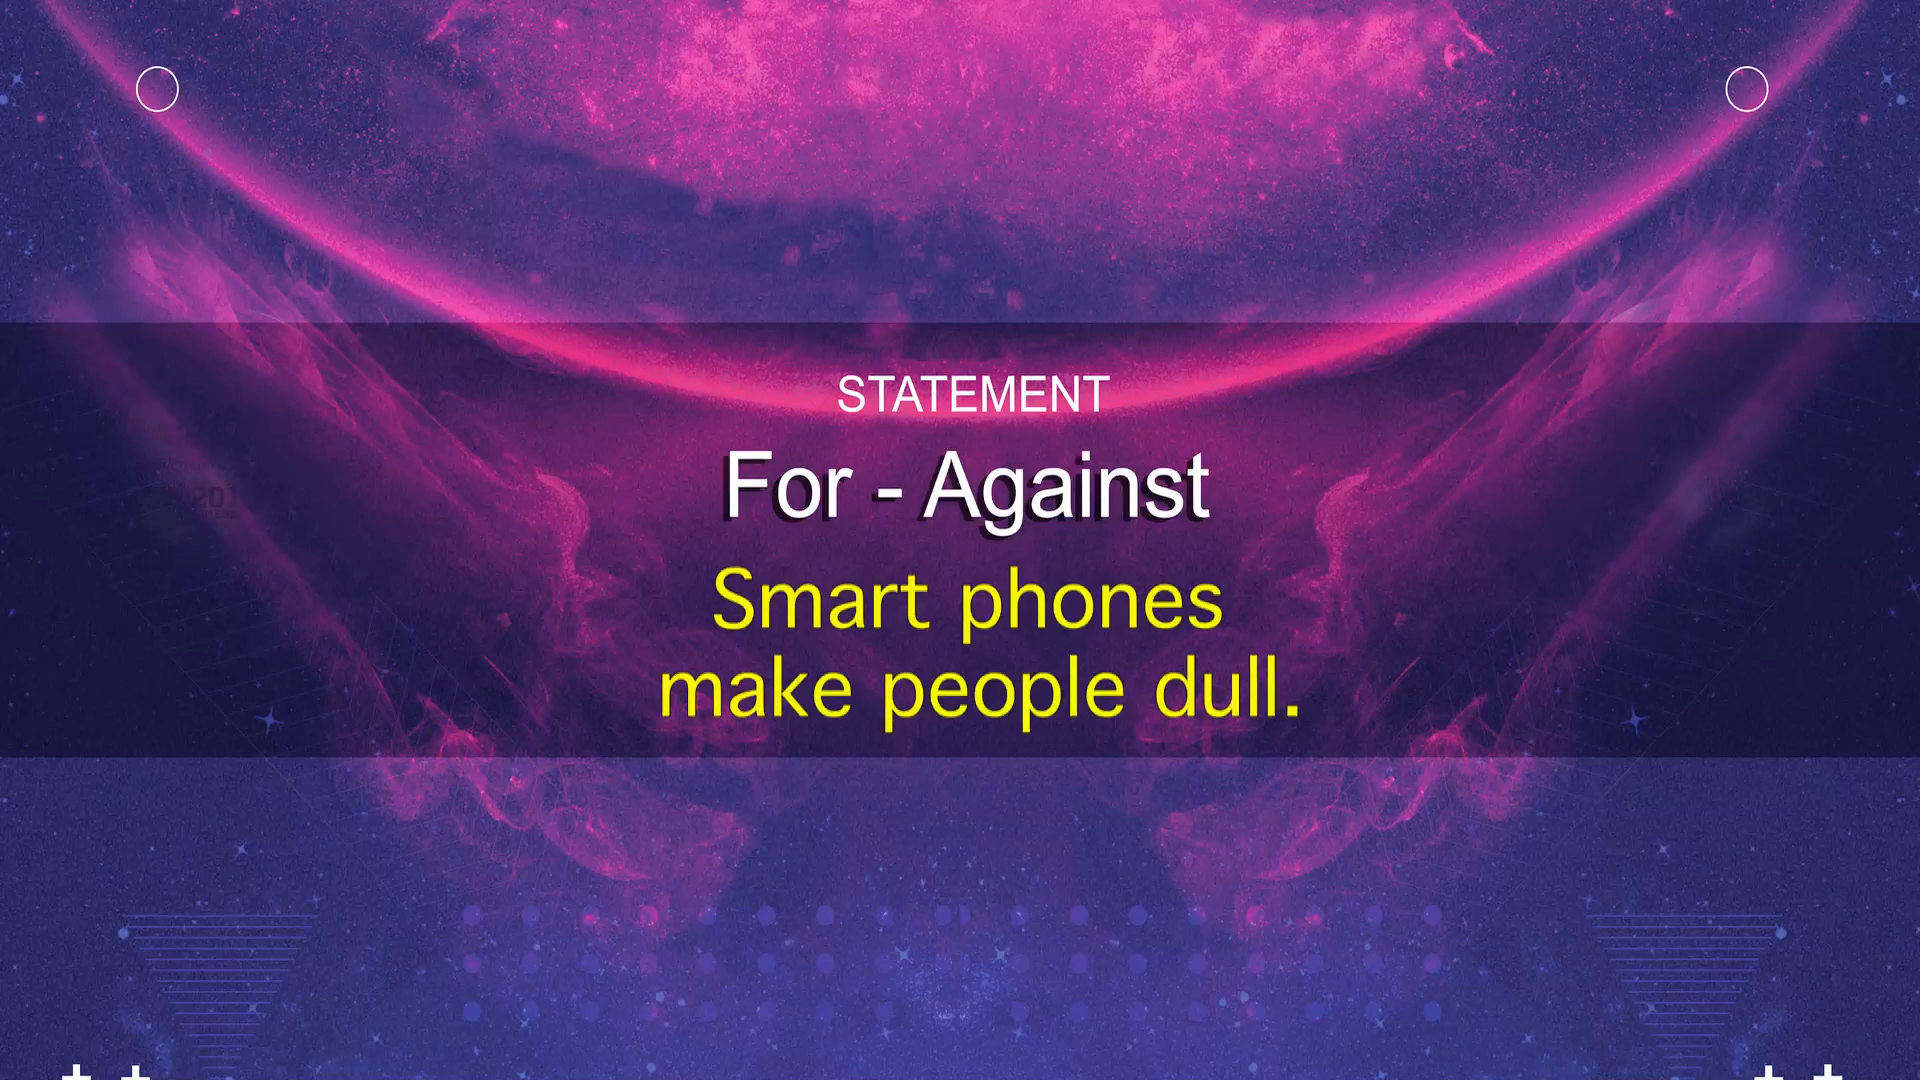 STATEMENT
For - Against
Smart phones
make people dull.